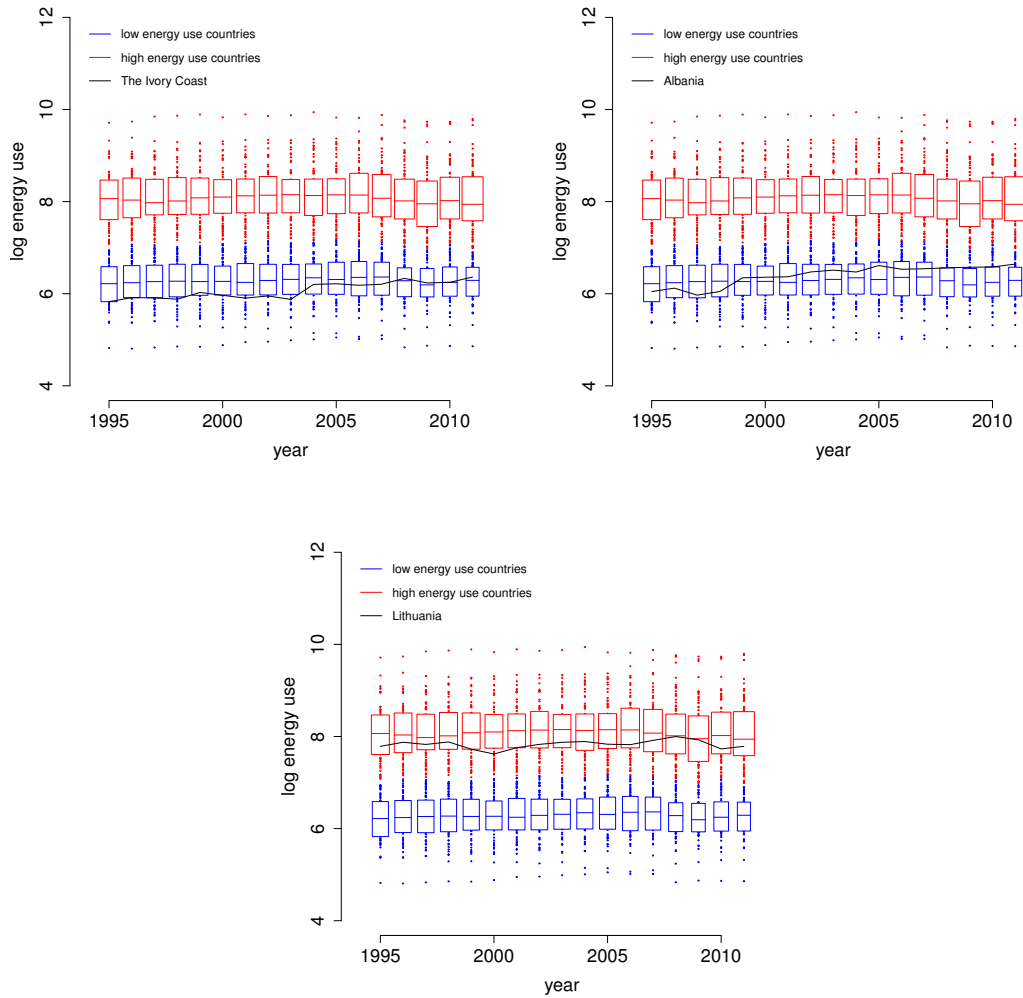 low energy use countries
high energy use countries
The Ivory Coast
log energy use
4
6
8
10
12
1995
2000
2005
2010
year
low energy use countries
high energy use countries
Albania
log energy use
4
6
8
10
12
1995
2000
2005
2010
year
low energy use countries
high energy use countries
Lithuania
log energy use
4
6
8
10
12
1995
2000
2005
2010
year